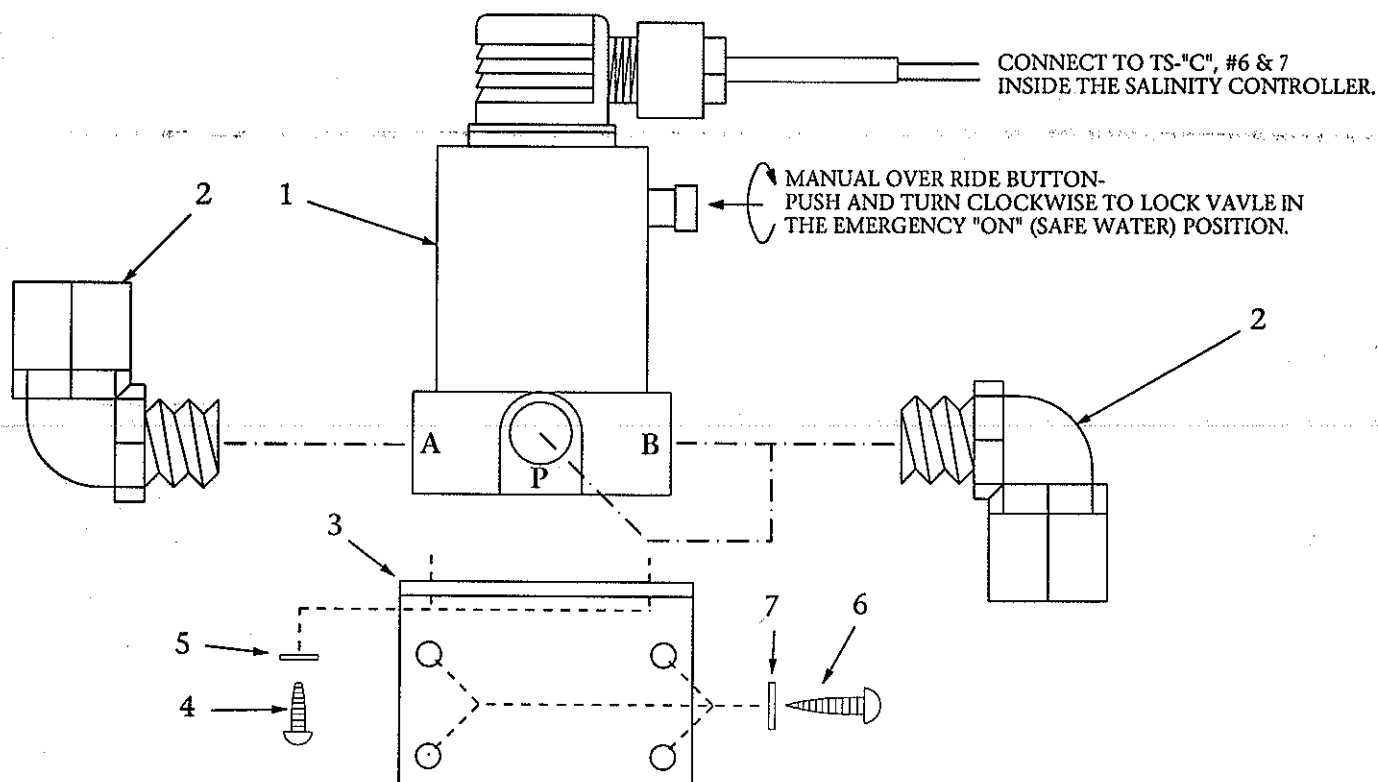 CONNECT TO TS-"C", #6 & 7
INSIDE THE SALINITY CONTROLLER.
2
1
MANUAL OVER RIDE BUTTON-
PUSH AND TURN CLOCKWISE TO LOCK VAVLE IN
THE EMERGENCY "ON" (SAFE WATER) POSITION.
2
A
B
P
3
7
6
5
4